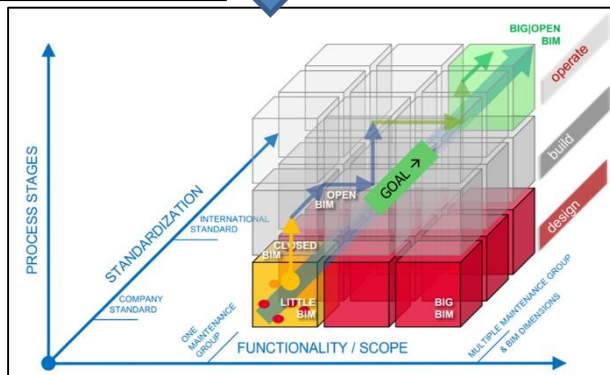 BIG|OPEN
BIM
operate
build
design
PROCESS STAGES
STANDARDIZATION
INTERNATIONAL
STANDARD
COMPANY
STANDARD
OPEN
BIM
GOAL →
CLOSED
BIM
LITTLE
BIM
BIG
BIM
ONE
MAINTENANCE
GROUP
FUNCTIONALITY / SCOPE
MULTIPLE MAINTENANCE GROUP
& BIM DIMENSIONS